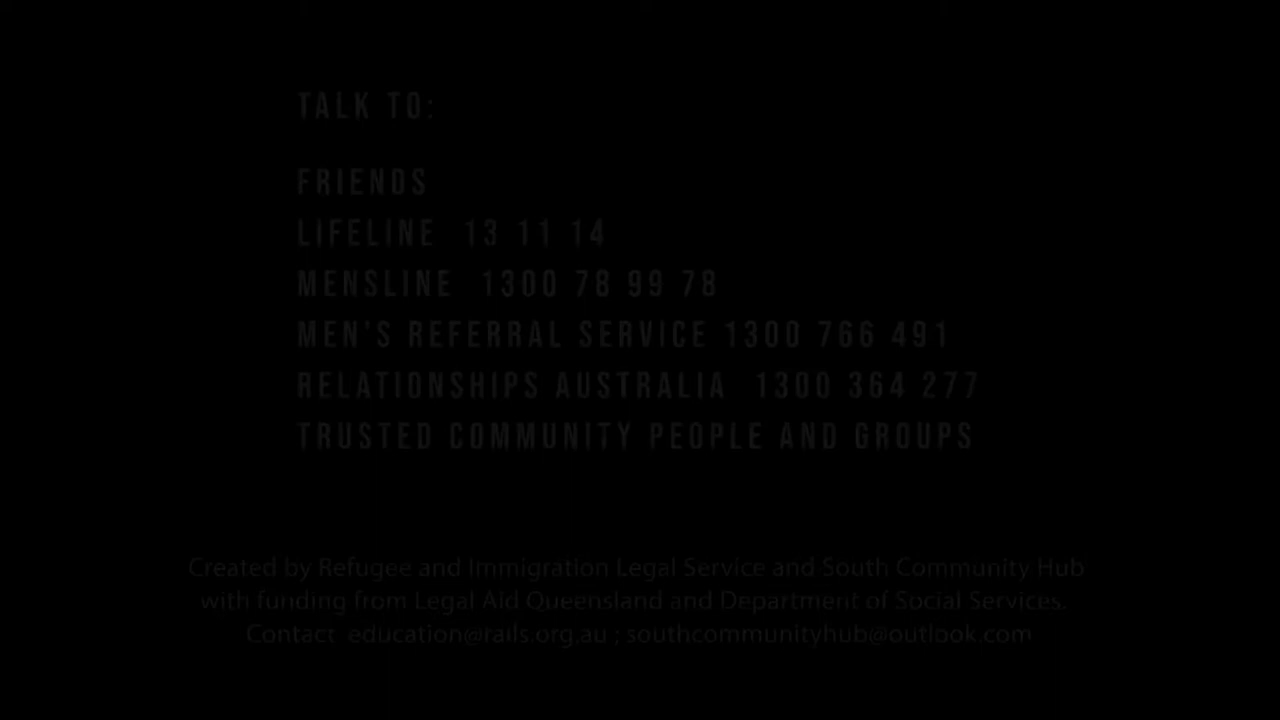 TALK TO:
FRIENDS
LIFELINE 13 11 14
MENSLINE 1300 78 99 78
MEN'S REFERRAL SERVICE 1300 766 491
RELATIONSHIPS AUSTRALIA 1300 364 277
TRUSTED COMMUNITY PEOPLE AND GROUPS
Created by Refugee and Immigration Legal Service and South Community Hub
with funding from Legal Aid Queensland and Department of Social Services.
Contact education@rails.org.au ; southcommunityhub@outlook.com